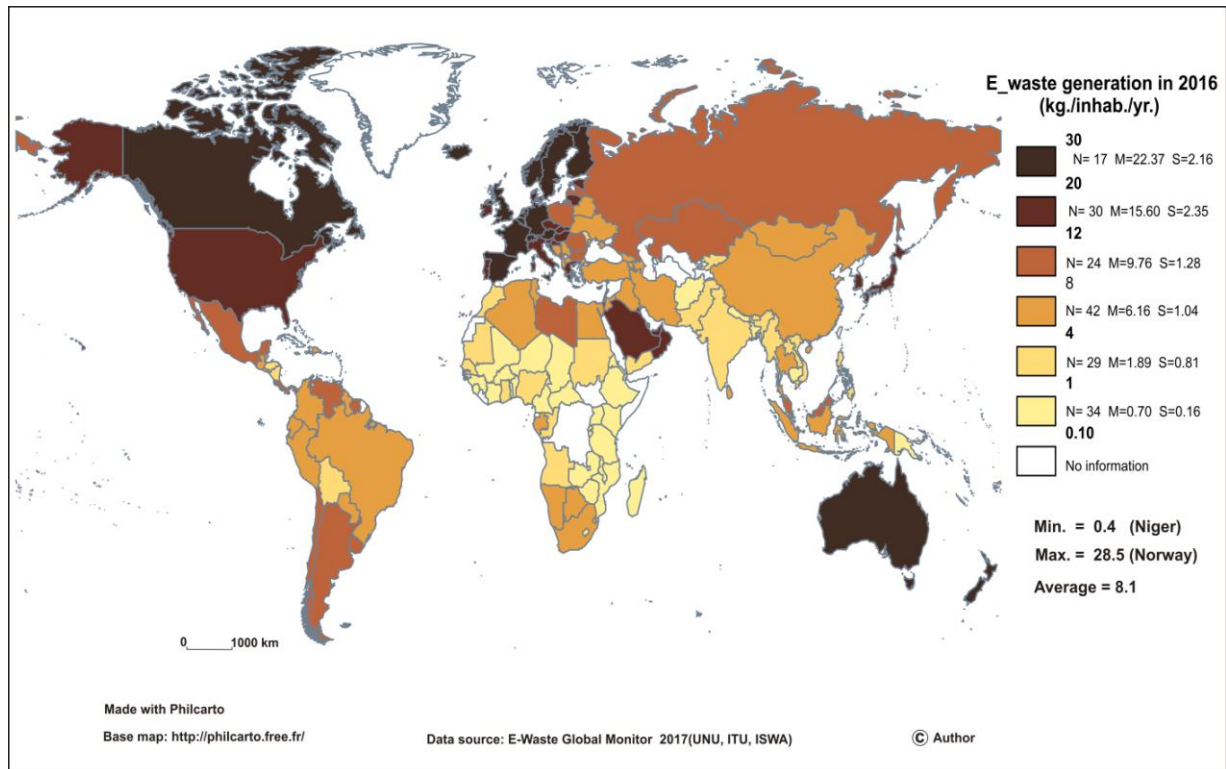 E_waste generation in 2016
(kg./inhab./yr.)
30
N= 17 M=22.37 S=2.16
20
N= 30 M=15.60 S=2.35
12
N= 24 M=9.76 S=1.28
8
N= 42 M=6.16 S=1.04
4
N= 29 M=1.89 S=0.81
1
N= 34 M=0.70 S=0.16
0.10
No information
Min. = 0.4 (Niger)
Max. = 28.5 (Norway)
Average = 8.1
0 1000 km
Made with Philcarto
Base map: http://philcarto.free.fr/
Data source: E-Waste Global Monitor 2017(UNU, ITU, ISWA)
© Author